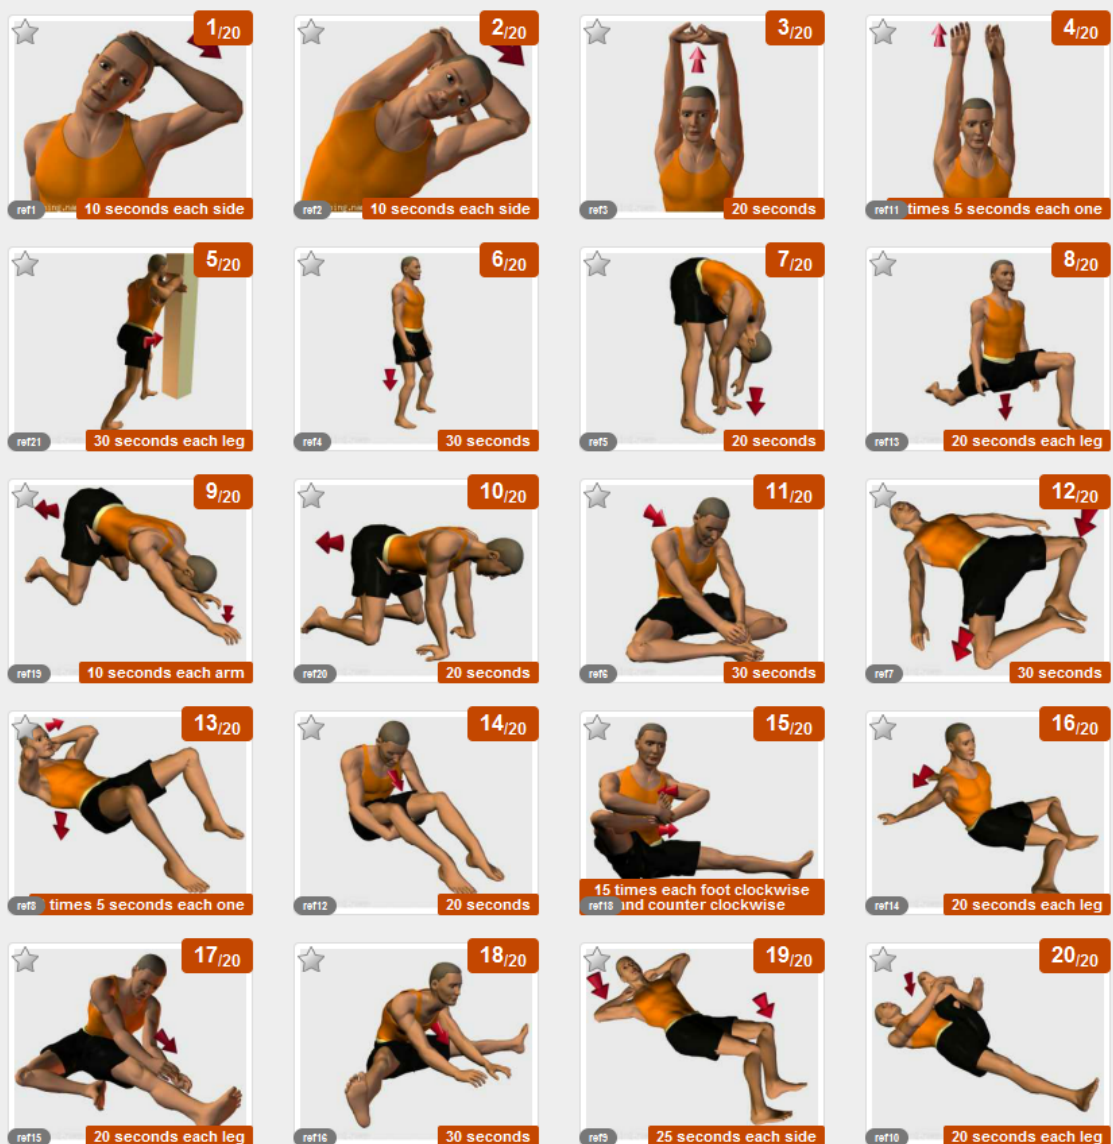 1/20
ref1
10 seconds each side
2/20
ref2
10 seconds each side
3/20
ref3
20 seconds
4/20
ref11
times 5 seconds each one
5/20
ref21
30 seconds each leg
6/20
ref4
30 seconds
7/20
ref5
20 seconds
8/20
ref13
20 seconds each leg
9/20
ref19
10 seconds each arm
10/20
ref20
20 seconds
11/20
ref6
30 seconds
12/20
ref7
30 seconds
13/20
ref8
times 5 seconds each one
14/20
ref12
20 seconds
15/20
15 times each foot clockwise
ref18
counter clockwise
16/20
ref14
20 seconds each leg
17/20
ref15
20 seconds each leg
18/20
ref16
30 seconds
19/20
ref9
25 seconds each side
20/20
ref10
20 seconds each leg